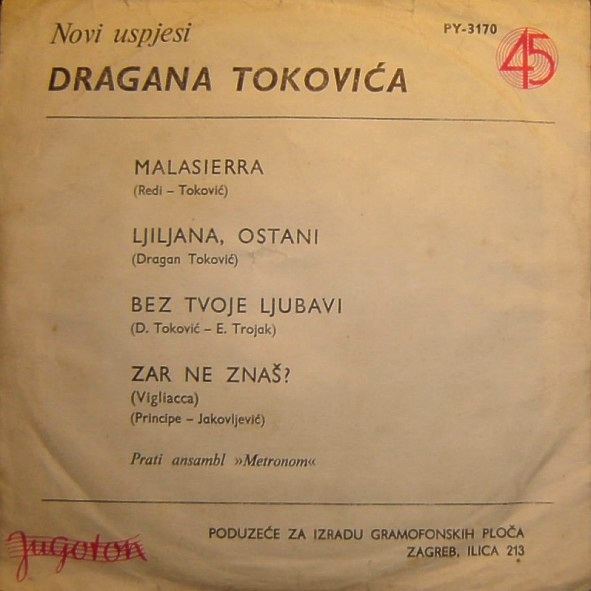 Novi uspjesi
PY-3170
45
DRAGANA TOKOVIĆA
MALASIERRA
(Redi – Toković)
LJILJANA, OSTANI
(Dragan Toković)
BEZ TVOJE LJUBAVI
(D. Toković – E. Trojak)
ZAR NE ZNAŠ?
(Vigliacca)
(Principe – Jakovljević)
Prati ansambl »Metronom«
Jugoton
PODUZEĆE ZA IZRADU GRAMOFONSKIH PLOČA
ZAGREB, ILICA 213